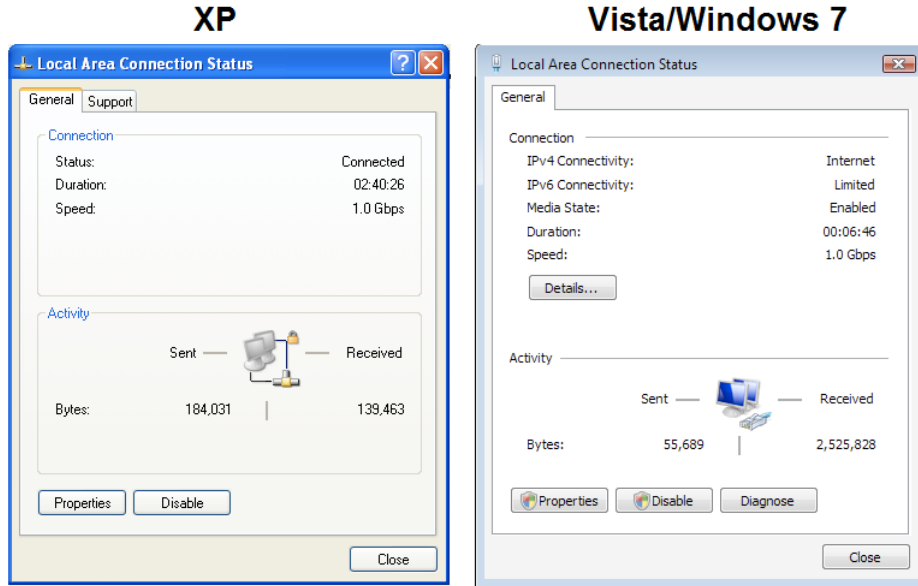 XP
Local Area Connection Status
General Support
Connection
Status: Connected
Duration: 02:40:26
Speed: 1.0 Gbps
Activity
Sent Received
Bytes: 184,031 139,463
Properties Disable
Close
Vista/Windows 7
Local Area Connection Status
General
Connection
IPv4 Connectivity: Internet
IPv6 Connectivity: Limited
Media State: Enabled
Duration: 00:06:46
Speed: 1.0 Gbps
Details...
Activity
Sent Received
Bytes: 55,689 2,525,828
Properties Disable Diagnose
Close